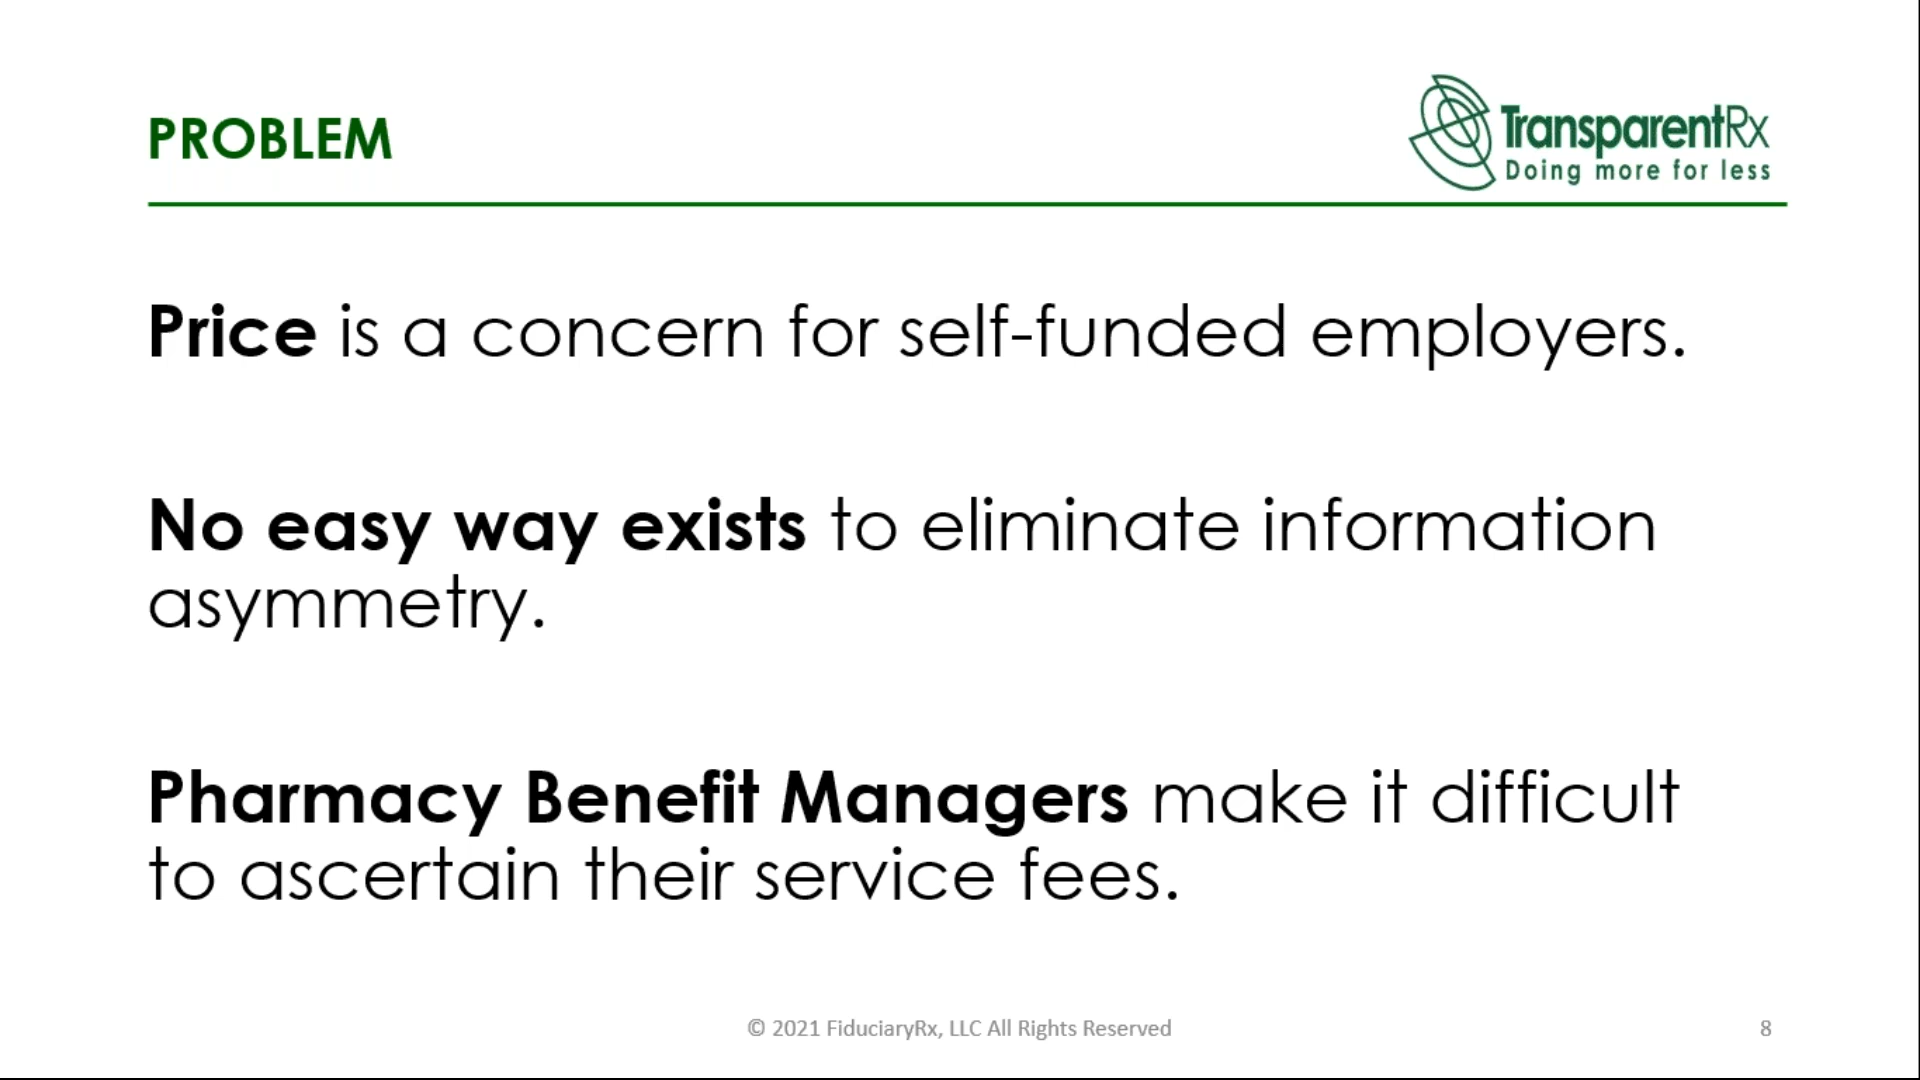 PROBLEM
TransparentRx
Doing more for less
Price is a concern for self-funded employers.
No easy way exists to eliminate information
asymmetry.
Pharmacy Benefit Managers make it difficult
to ascertain their service fees.
© 2021 FiduciaryRx, LLC All Rights Reserved
8